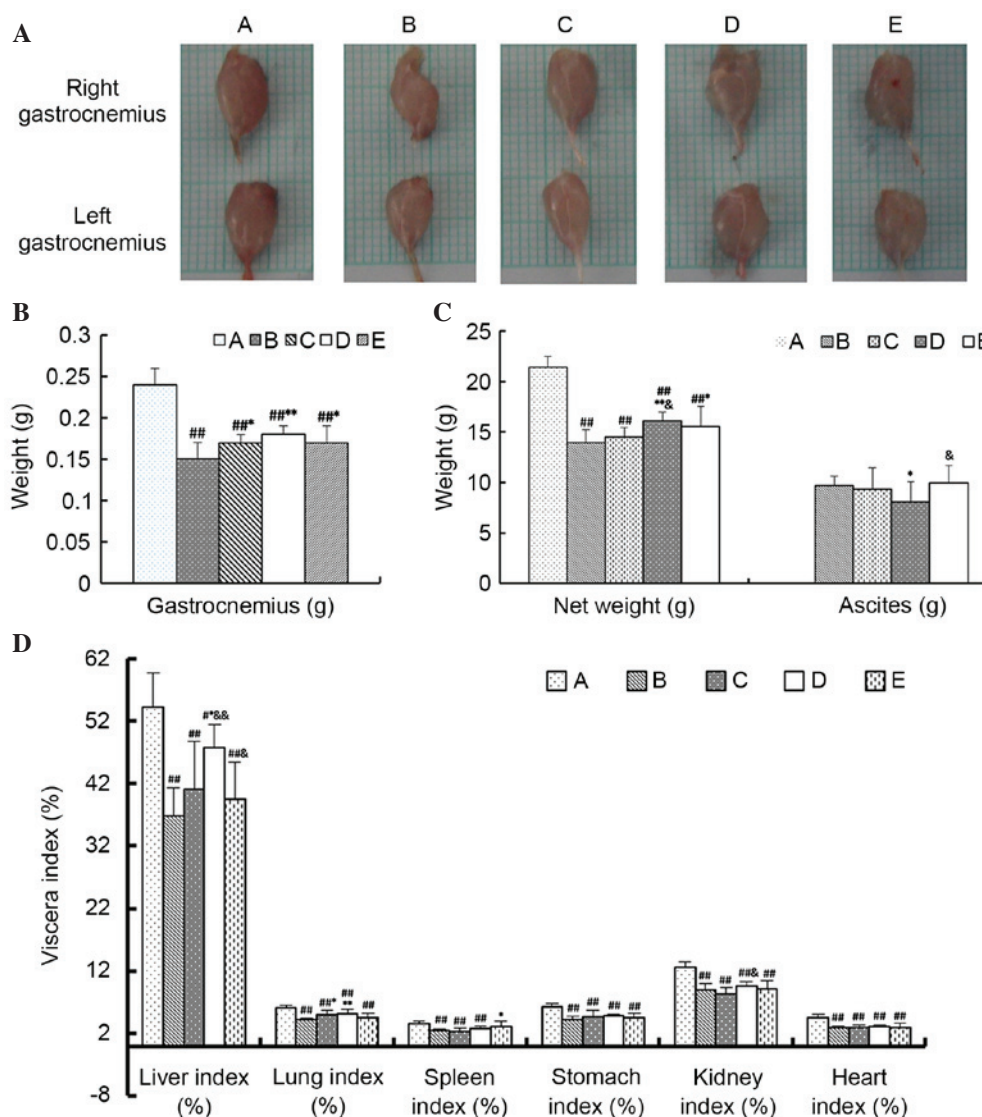 A
A B C D E
Right
gastrocnemius
Left
gastrocnemius
B
0.3
0.25
0.2
0.15
0.1
0.05
0
Weight (g)
A B C D E
##
##*
##**
##*
Gastrocnemius (g)
C
25
20
15
10
5
0
Weight (g)
A B C D E
##
##
##
**&
##*
*
&
Net weight (g) Ascites (g)
D
62
52
42
32
22
12
2
-8
Viscera index (%)
A B C D E
##
##
#*&&
##&
##
##*
##
**
##
##
##
##
*
##
##
##
##
##
##
##&
##
##
##
##
##
Liver index
(%)
Lung index
(%)
Spleen
index (%)
Stomach
index (%)
Kidney
index (%)
Heart
index (%)